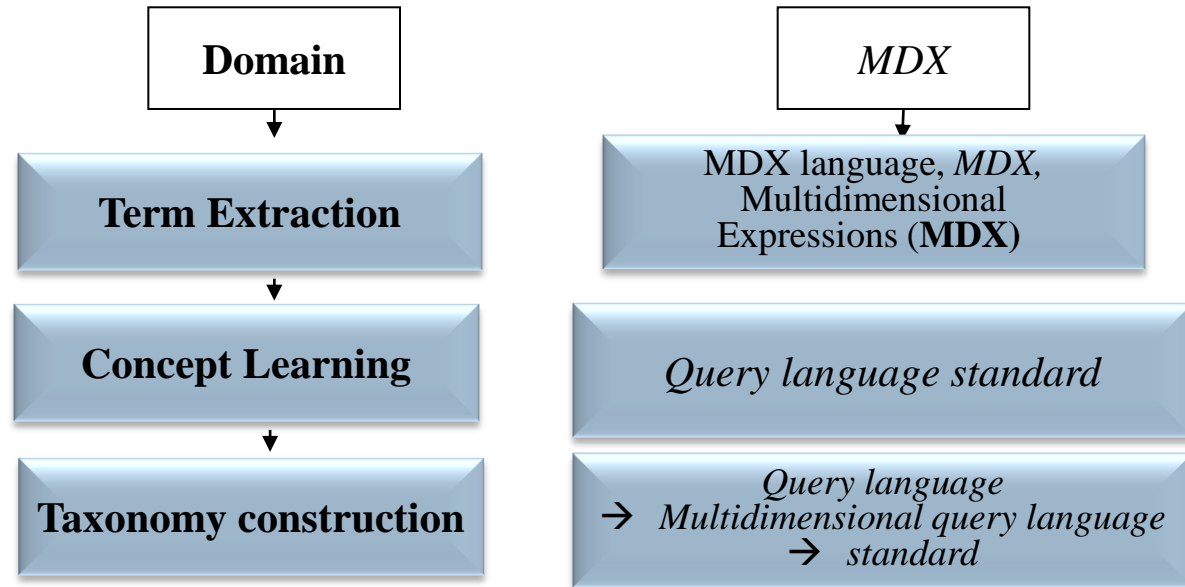 Domain
MDX
Term Extraction
MDX language, MDX,
Multidimensional
Expressions (MDX)
Concept Learning
Query language standard
Taxonomy construction
Query language
→ Multidimensional query language
→ standard